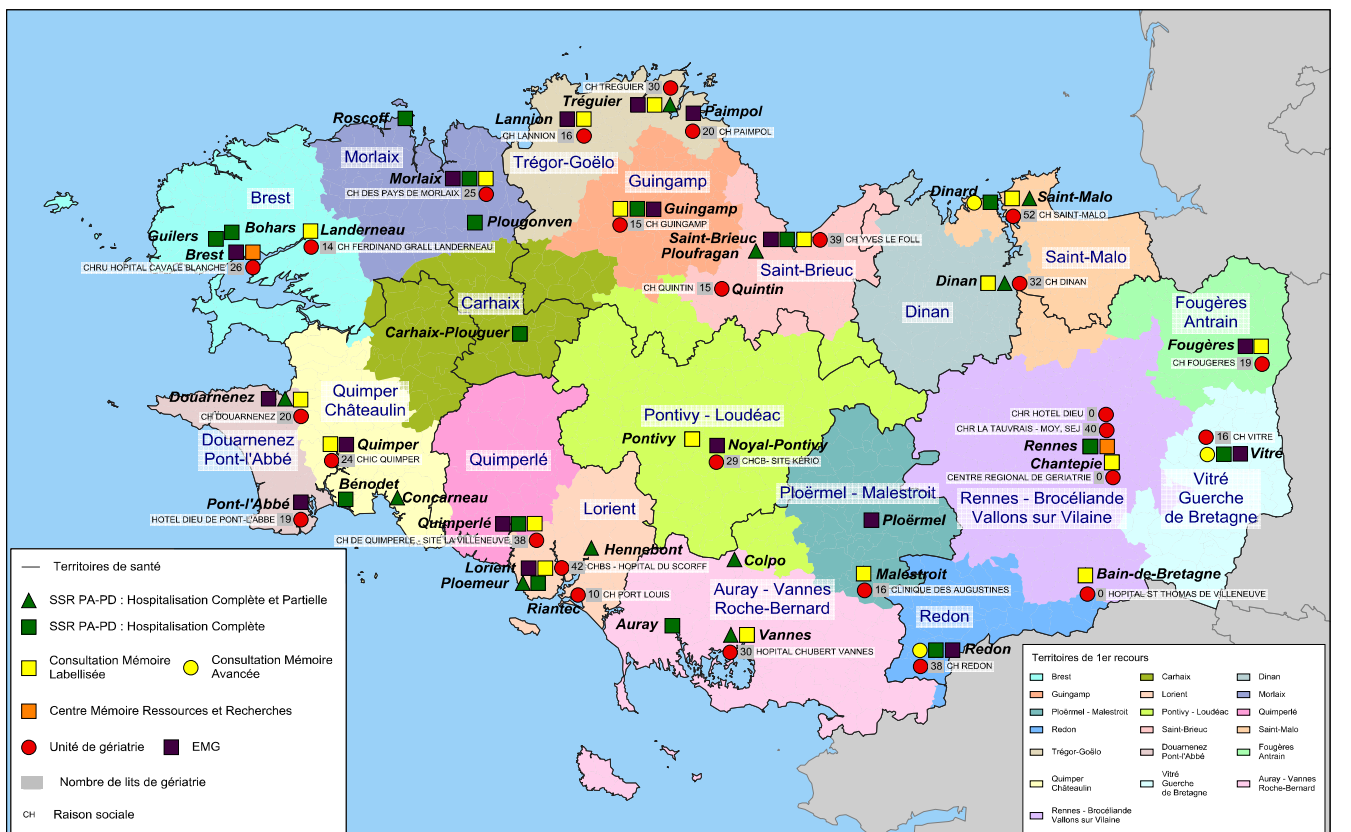 CH TREGUIER 30
Tréguier
Paimpol
Roscoff
Lannion
CH LANNION 16
20 CH PAIMPOL
Morlaix
Trégor-Goëlo
Guingamp
Morlaix
CH DES PAYS DE MORLAIX 25
Dinard
Saint-Malo
52 CH SAINT-MALO
Brest
Guingamp
15 CH GUINGAMP
Plougonven
Guilers
Bohars
Landerneau
14 CH FERDINAND GRALL LANDERNEAU
Brest
CHRU HOPITAL CAVALE BLANCHE 26
Saint-Brieuc
39 CH YVES LE FOLL
Ploufragan
Saint-Brieuc
Saint-Malo
CH QUINTIN 15
Quintin
Dinan
32 CH DINAN
Carhaix
Dinan
Fougères
Antrain
Carhaix-Plouguer
Fougères
CH FOUGERES 19
Douarnenez
CH DOUARNENEZ 20
Quimper
Châteaulin
Pontivy - Loudéac
CHR HOTEL DIEU 0
CHR LA TAUVRAIS - MOY, SEJ 40
Douarnenez
Pont-l'Abbé
Quimper
24 CHIC QUIMPER
Quimperlé
Pontivy
Noyal-Pontivy
29 CHCB- SITE KÉRIO
Rennes
Chantepie
CENTRE REGIONAL DE GERIATRIE 0
16 CH VITRE
Vitré
Vitré
Guerche
de Bretagne
Bénodet
Concarneau
Pont-l'Abbé
HOTEL DIEU DE PONT-L'ABBE 19
Ploërmel - Malestroit
Rennes - Brocéliande
Vallons sur Vilaine
Lorient
Quimperlé
CH DE QUIMPERLE - SITE LA VILLENEUVE 38
Ploërmel
Hennebont
Colpo
Lorient
42 CHBS - HOPITAL DU SCORFF
Ploemeur
Riantec
10 CH PORT LOUIS
Malestroit
16 CLINIQUE DES AUGUSTINES
Bain-de-Bretagne
0 HOPITAL ST THOMAS DE VILLENEUVE
Auray - Vannes
Roche-Bernard
Auray
Vannes
30 HOPITAL CHUBERT VANNES
Redon
Redon
38 CH REDON
Territoires de santé
SSR PA-PD : Hospitalisation Complète et Partielle
SSR PA-PD : Hospitalisation Complète
Consultation Mémoire
Labellisée
Consultation Mémoire
Avancée
Centre Mémoire Ressources et Recherches
Unité de gériatrie
EMG
Nombre de lits de gériatrie
CH Raison sociale
Territoires de 1er recours
Brest
Carhaix
Dinan
Guingamp
Lorient
Morlaix
Ploërmel - Malestroit
Pontivy - Loudéac
Quimperlé
Redon
Saint-Brieuc
Saint-Malo
Trégor-Goëlo
Douarnenez
Pont-l'Abbé
Fougères
Antrain
Quimper
Châteaulin
Vitré
Guerche
de Bretagne
Auray - Vannes
Roche-Bernard
Rennes - Brocéliande
Vallons sur Vilaine